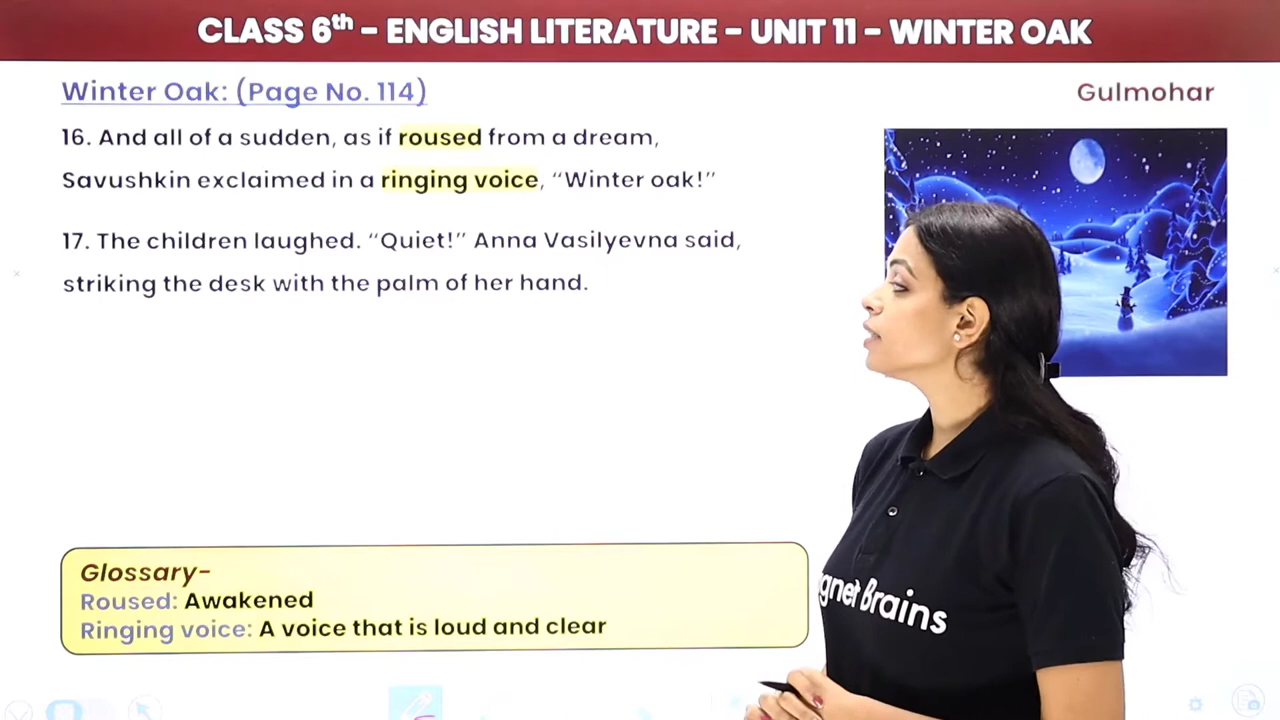 CLASS 6th - ENGLISH LITERATURE - UNIT 11 - WINTER OAK
Winter Oak: (Page No. 114)
Gulmohar
16. And all of a sudden, as if roused from a dream,
Savushkin exclaimed in a ringing voice, “Winter oak!”
17. The children laughed. “Quiet!” Anna Vasilyevna said,
striking the desk with the palm of her hand.
Glossary-
Roused: Awakened
Ringing voice: A voice that is loud and clear
gnet Brains